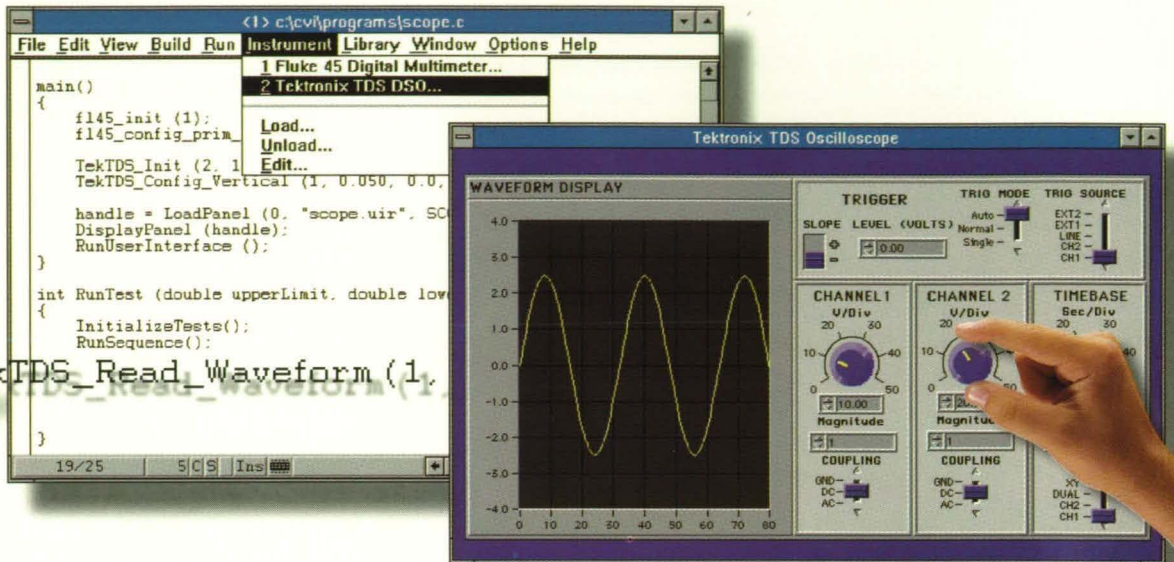 <1> c:\cvi\programs\scope.c
File Edit View Build Run Instrument Library Window Options Help
1 Fluke 45 Digital Multimeter...
2 Tektronix TDS DSO...
Load...
Unload...
Edit...
main()
{
fl45_init (1);
fl45_config_prim_
TekTDS_Init (2, 1
TekTDS_Config_Vertical (1, 0.050, 0.0,
handle = LoadPanel (0, "scope.uir", SCO
DisplayPanel (handle);
RunUserInterface ();
}
int RunTest (double upperLimit, double low
{
InitializeTests();
RunSequence();
kTDS_Read_Waveform (1,
}
19/25 5 C S Ins
Tektronix TDS Oscilloscope
WAVEFORM DISPLAY
4.0
3.0
2.0
1.0
0.0
-1.0
-2.0
-3.0
-4.0
0 10 20 30 40 50 60 70 80
TRIGGER
SLOPE
+
-
LEVEL (VOLTS)
0.00
TRIG MODE
Auto
Normal
Single
TRIG SOURCE
EXT2
EXT1
LINE
CH2
CH1
CHANNEL 1
V/Div
0 10 20 30 40 50
10.00
Magnitude
1
COUPLING
GND
DC
AC
CHANNEL 2
V/Div
0 10 20
50
20
Magnitu
1
COUPLING
GND
DC
AC
TIMEBASE
Sec/Div
20 30
XY
DUAL
CH2
CH1